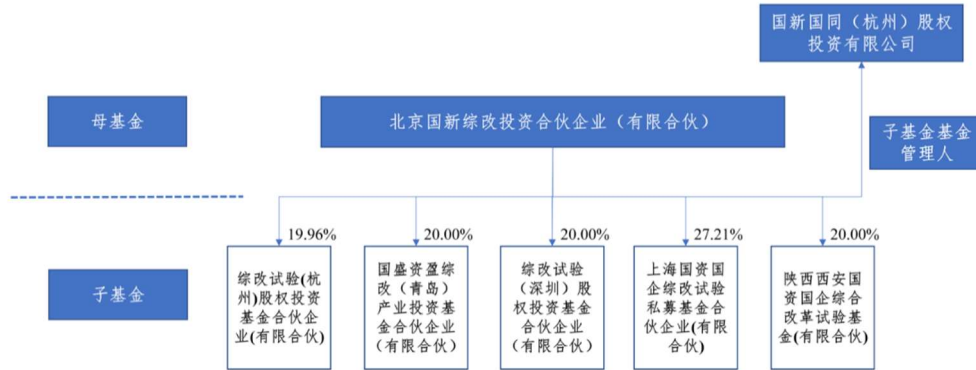 国新国同（杭州）股权
投资有限公司
母基金
北京国新综改投资合伙企业（有限合伙）
子基金基金
管理人
19.96%
20.00%
20.00%
27.21%
20.00%
子基金
综改试验(杭
州)股权投资
基金合伙企
业(有限合伙)
国盛资盈综
改（青岛）
产业投资基
金合伙企业
（有限合伙）
综改试验
（深圳）股
权投资基金
合伙企业
（有限合伙）
上海国资国
企综改试验
私募基金合
伙企业(有限
合伙)
陕西西安国
资国企综合
改革试验基
金(有限合伙)